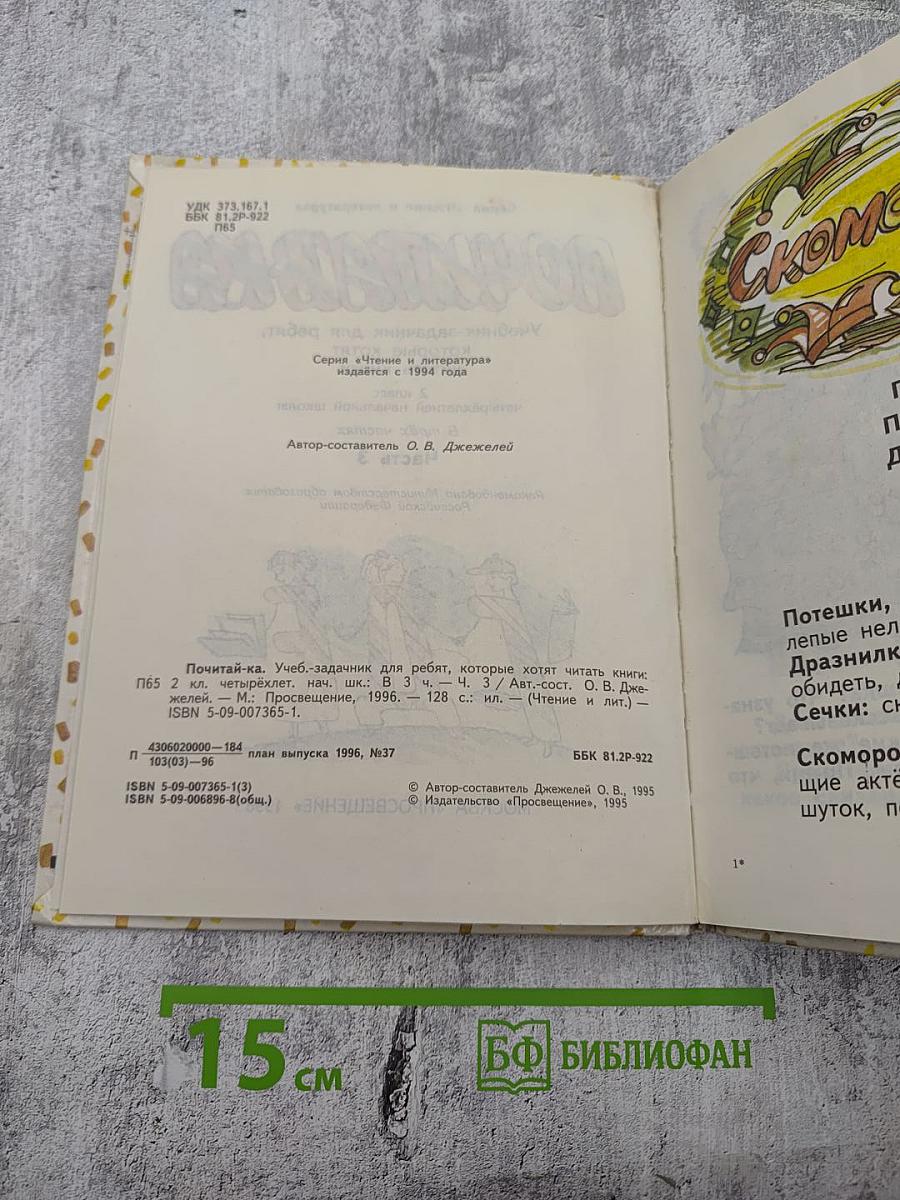 УДК 373.167.1
ББК 81.2Р-922
П65
Серия «Чтение и литература»
издаётся с 1994 года
Автор-составитель О. В. Джежелей
Почитай-ка. Учеб.-задачник для ребят, которые хотят читать книги:
П65 2 кл. четырёхлет. нач. шк.: В 3 ч. — Ч. 3 / Авт.-сост. О. В. Дже-
желей. — М.: Просвещение, 1996. — 128 с.: ил. — (Чтение и лит.) —
ISBN 5-09-007365-1.
П 4306020000—184
103(03)—96 план выпуска 1996, №37 ББК 81.2Р-922
ISBN 5-09-007365-1(3)
ISBN 5-09-006896-8(общ.)
© Автор-составитель Джежелей О. В., 1995
© Издательство «Просвещение», 1995
Потешки,
лепые
обидеть,
Сечки:
щие
шуток,
1*
15 см
БФ БИБЛИОФАН